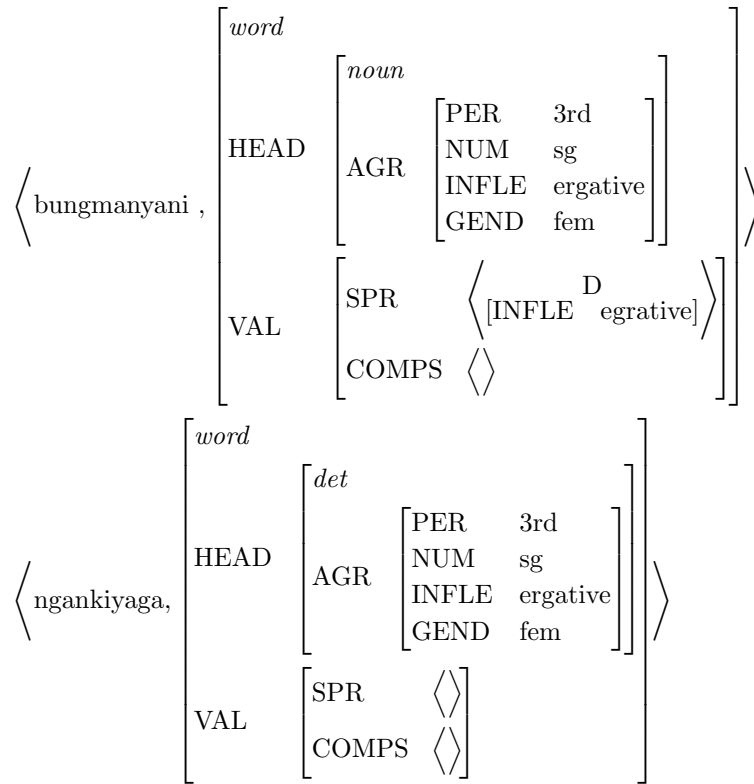 word
noun
PER 3rd
HEAD AGR NUM sg
INFLE ergative
GEND fem
⟨bungmanyani , ⟩
SPR ⟨ D [INFLE egrative] ⟩
VAL
COMPS ⟨⟩
word
det
PER 3rd
HEAD AGR NUM sg
INFLE ergative
GEND fem
⟨ngankiyaga, ⟩
SPR ⟨⟩
VAL
COMPS ⟨⟩